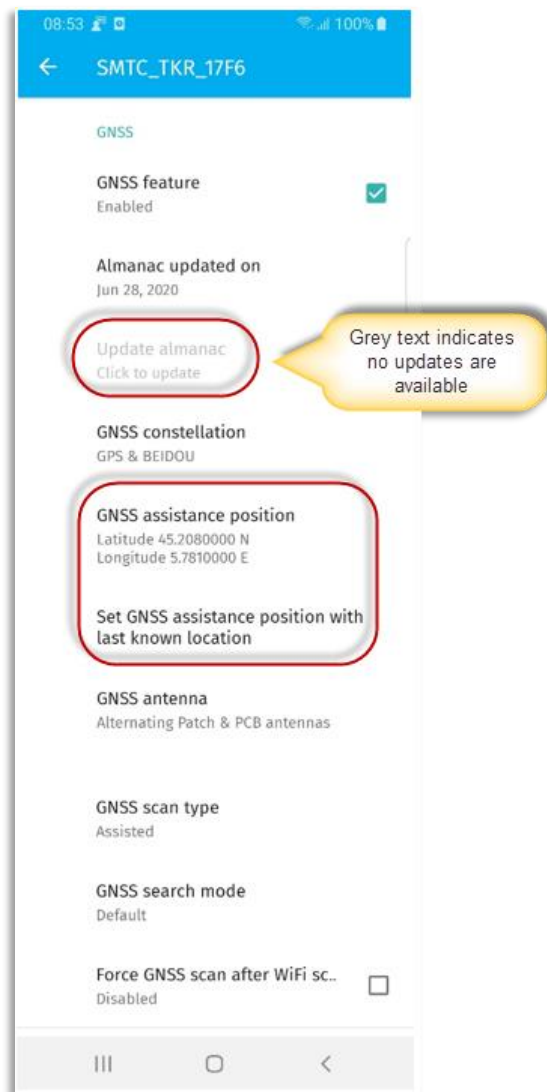 08:53 100%
SMTC_TKR_17F6
GNSS
GNSS feature
Enabled
Almanac updated on
Jun 28, 2020
Update almanac
Click to update
Grey text indicates
no updates are
available
GNSS constellation
GPS & BEIDOU
GNSS assistance position
Latitude 45.2080000 N
Longitude 5.7810000 E
Set GNSS assistance position with
last known location
GNSS antenna
Alternating Patch & PCB antennas
GNSS scan type
Assisted
GNSS search mode
Default
Force GNSS scan after WiFi sc..
Disabled